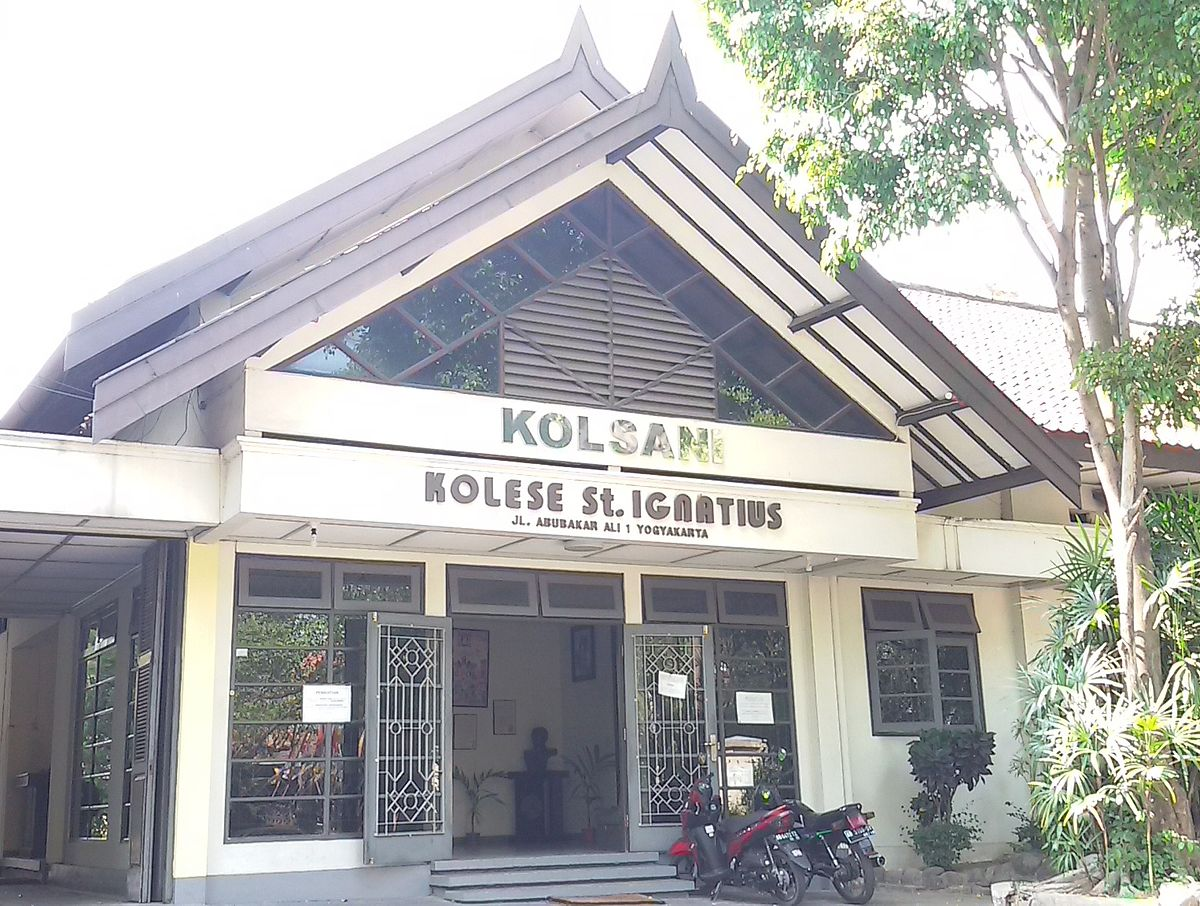 KOLSANI
KOLESE St. IGNATIUS
JL. ABUBAKAR ALI 1 YOGYAKARTA